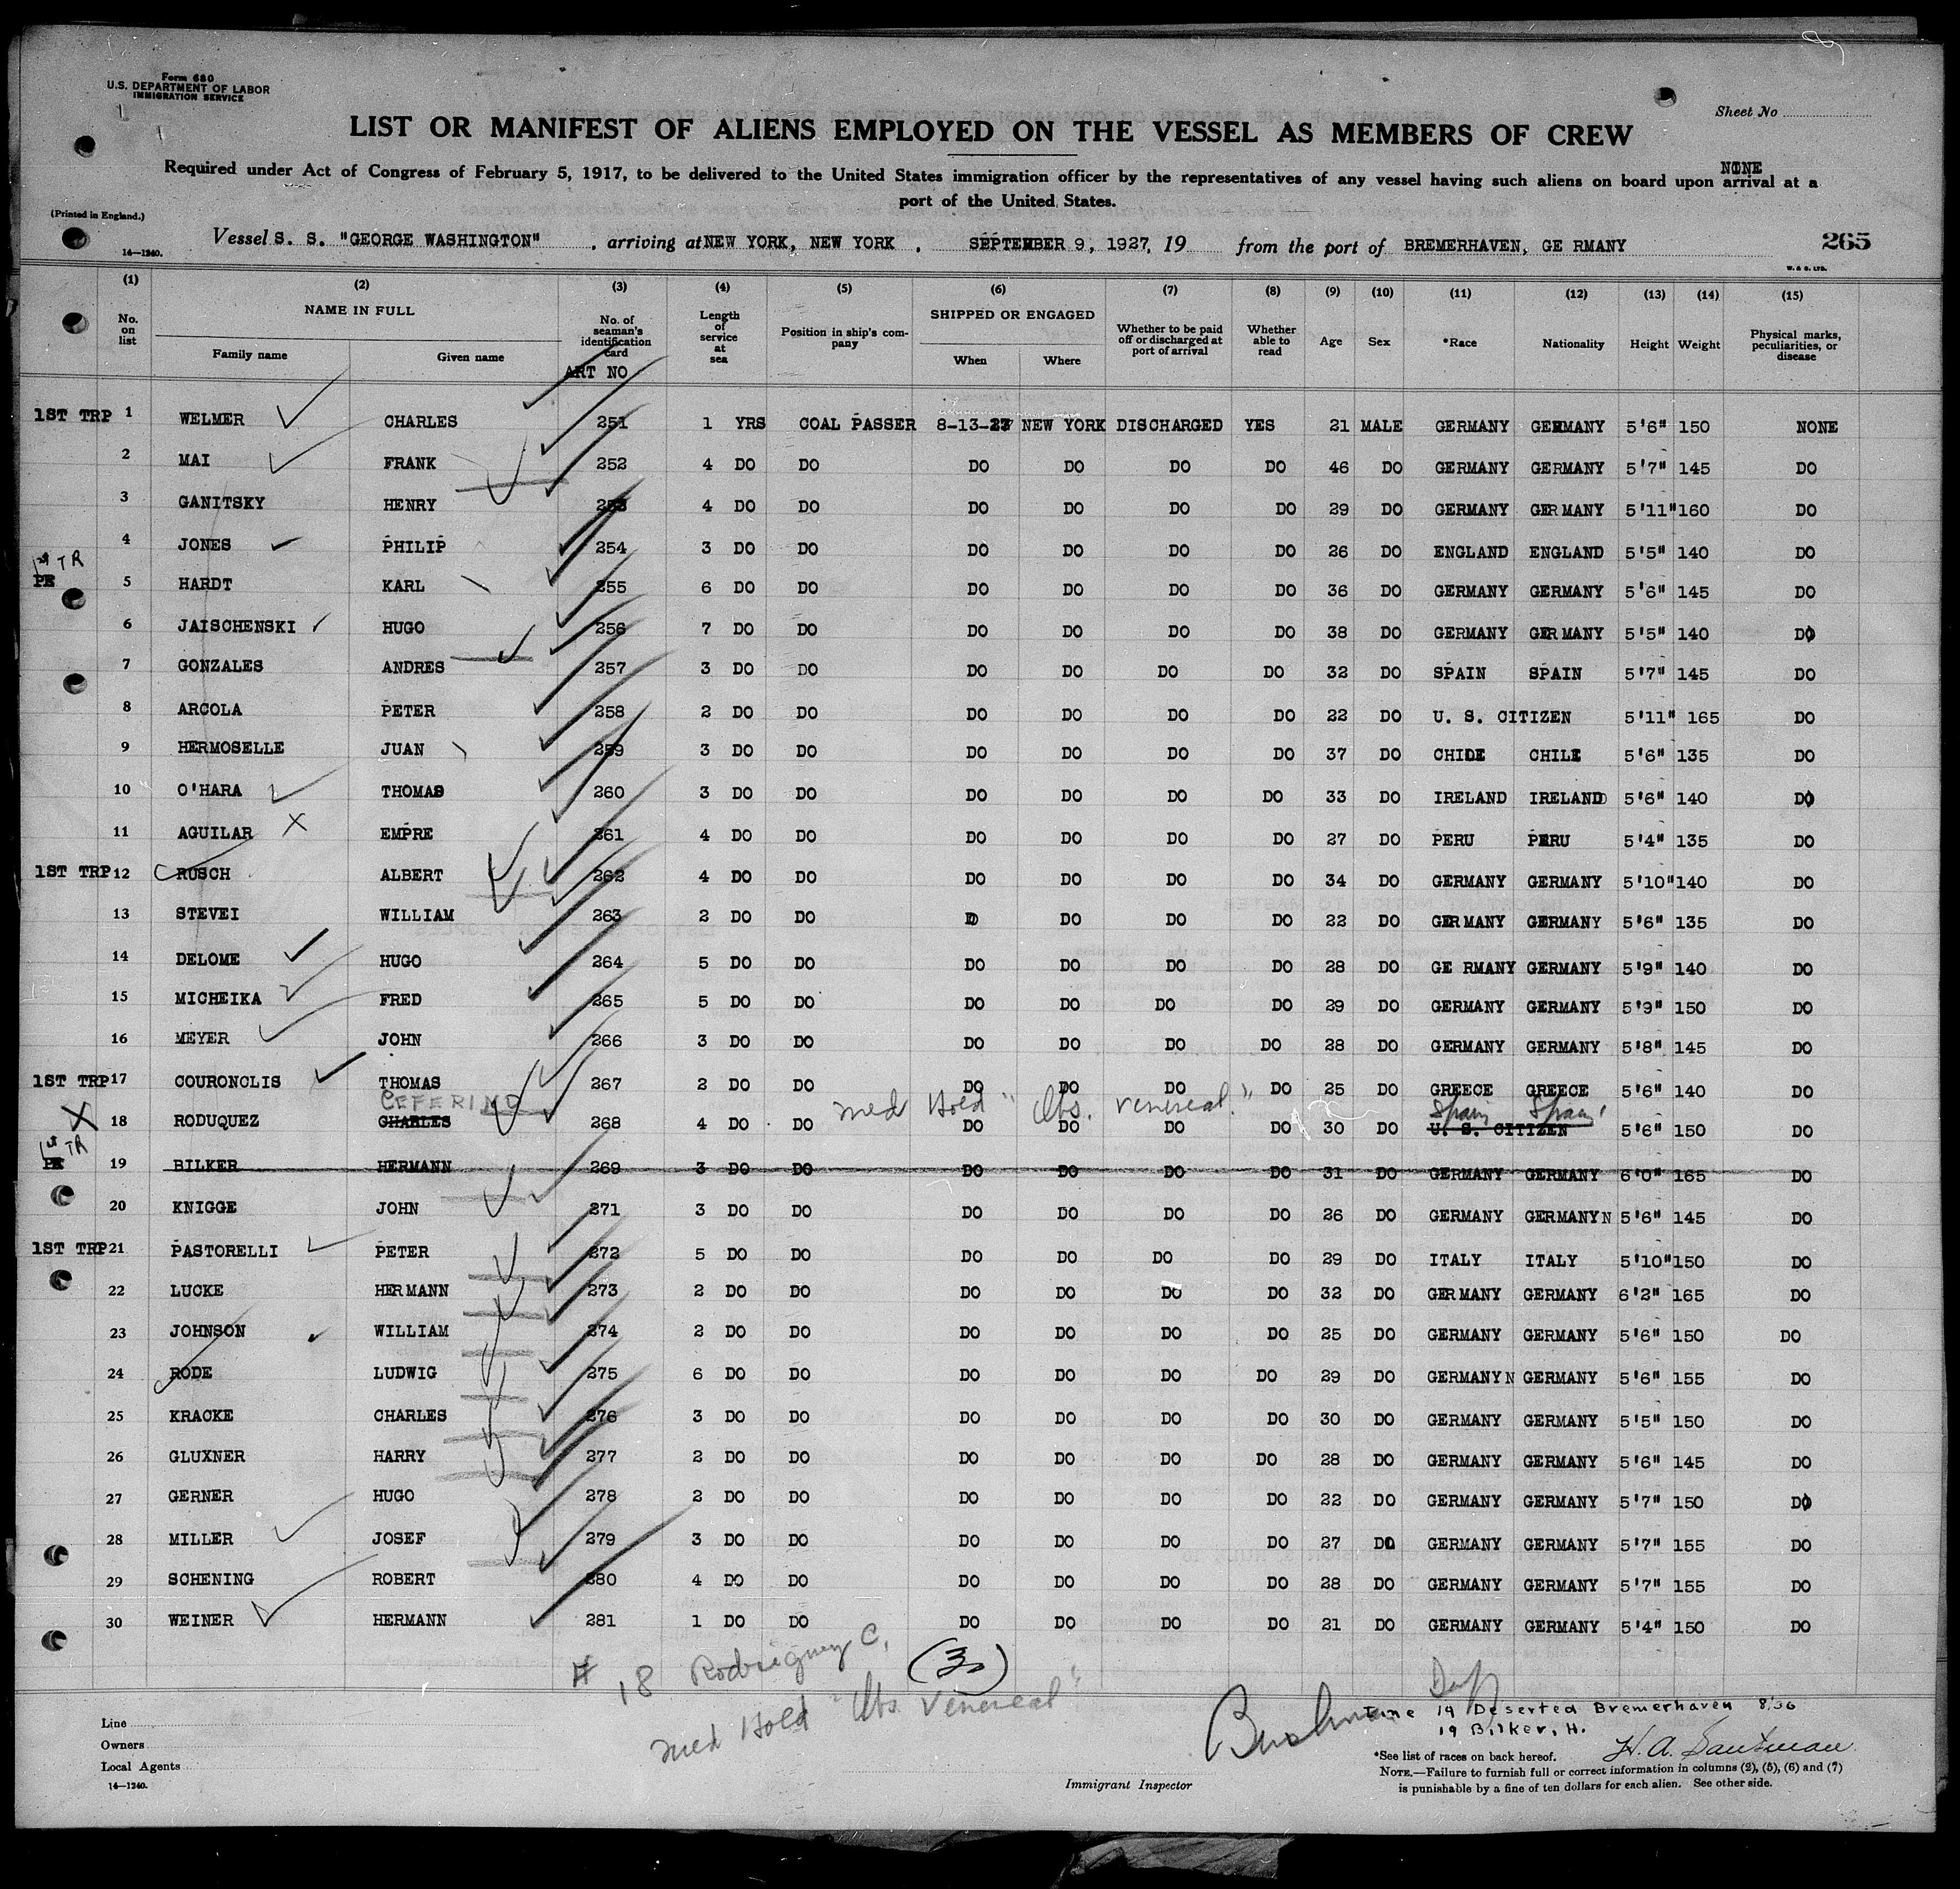 Form 680
U.S. DEPARTMENT OF LABOR
IMMIGRATION SERVICE
Sheet No
LIST OR MANIFEST OF ALIENS EMPLOYED ON THE VESSEL AS MEMBERS OF CREW
NONE
Required under Act of Congress of February 5, 1917, to be delivered to the United States immigration officer by the representatives of any vessel having such aliens on board upon arrival at a
port of the United States.
(Printed in England.)
Vessel S. S. "GEORGE WASHINGTON" , arriving at NEW YORK, NEW YORK , SEPTEMBER 9, 1927, 19 from the port of BREMERHAVEN, GE RMANY 265
14—1240.
W. & S. LTD.
(1) (2) (3) (4) (5) (6) (7) (8) (9) (10) (11) (12) (13) (14) (15)
No. on list NAME IN FULL Family name Given name No. of seaman's identification card Length of service at sea Position in ship's company SHIPPED OR ENGAGED When Where Whether to be paid off or discharged at port of arrival Whether able to read Age Sex *Race Nationality Height Weight Physical marks, peculiarities, or disease
ART NO
1ST TRP 1 WELMER CHARLES 251 1 YRS COAL PASSER 8-13-27 NEW YORK DISCHARGED YES 21 MALE GERMANY GERMANY 5'6" 150 NONE
2 MAI FRANK 252 4 DO DO DO DO DO DO 46 DO GERMANY GERMANY 5'7" 145 DO
3 GANITSKY HENRY 253 4 DO DO DO DO DO DO 29 DO GERMANY GER MANY 5'11" 160 DO
4 JONES PHILIP 254 3 DO DO DO DO DO DO 26 DO ENGLAND ENGLAND 5'5" 140 DO
1st TR
5 HARDT KARL 255 6 DO DO DO DO DO DO 36 DO GERMANY GERMANY 5'6" 145 DO
6 JAISCHENSKI HUGO 256 7 DO DO DO DO DO DO 38 DO GERMANY GER MANY 5'5" 140 DO
7 GONZALES ANDRES 257 3 DO DO DO DO DO DO 32 DO SPAIN SPAIN 5'7" 145 DO
8 ARCOLA PETER 258 2 DO DO DO DO DO DO 22 DO U. S. CITIZEN 5'11" 165 DO
9 HERMOSELLE JUAN 259 3 DO DO DO DO DO DO 37 DO CHILE CHILE 5'6" 135 DO
10 O'HARA THOMAS 260 3 DO DO DO DO DO DO 33 DO IRELAND IRELAND 5'6" 140 DO
11 AGUILAR EMPRE 261 4 DO DO DO DO DO DO 27 DO PERU PERU 5'4" 135 DO
1ST TRP 12 RUSCH ALBERT 262 4 DO DO DO DO DO DO 34 DO GERMANY GERMANY 5'10" 140 DO
13 STEVEI WILLIAM 263 2 DO DO D DO DO DO 22 DO GER MANY GERMANY 5'6" 135 DO
14 DELOME HUGO 264 5 DO DO DO DO DO DO 28 DO GE RMANY GERMANY 5'9" 140 DO
15 MICHEIKA FRED 265 5 DO DO DO DO DO DO 29 DO GERMANY GERMANY 5'9" 150 DO
16 MEYER JOHN 266 3 DO DO DO DO DO DO 28 DO GERMANY GERMANY 5'8" 145 DO
1ST TRP 17 COURONCLIS THOMAS 267 2 DO DO DO DO DO DO 25 DO GREECE GREECE 5'6" 140 DO
CEFERINO med Hold "Obs. venereal." Spain Spain
X 18 RODUQUEZ CHARLES 268 4 DO DO DO DO DO DO 30 DO U. S. CITIZEN 5'6" 150 DO
1st TR
19 BILKER HERMANN 269 3 DO DO DO DO DO DO 31 DO GERMANY GERMANY 6'0" 165 DO
20 KNIGGE JOHN 271 3 DO DO DO DO DO DO 26 DO GERMANY GERMANY N 5'6" 145 DO
1ST TRP 21 PASTORELLI PETER 272 5 DO DO DO DO DO DO 29 DO ITALY ITALY 5'10" 150 DO
22 LUCKE HERMANN 273 2 DO DO DO DO DO DO 32 DO GER MANY GERMANY 6'2" 165 DO
23 JOHNSON WILLIAM 274 2 DO DO DO DO DO DO 25 DO GERMANY GERMANY 5'6" 150 DO
24 RODE LUDWIG 275 6 DO DO DO DO DO DO 29 DO GERMANY N GERMANY 5'6" 155 DO
25 KRACKE CHARLES 276 3 DO DO DO DO DO DO 30 DO GERMANY GERMANY 5'5" 150 DO
26 GLUXNER HARRY 277 2 DO DO DO DO DO DO 28 DO GERMANY GERMANY 5'6" 145 DO
27 GERNER HUGO 278 2 DO DO DO DO DO DO 22 DO GERMANY GERMANY 5'7" 150 DO
28 MILLER JOSEF 279 3 DO DO DO DO DO DO 27 DO GERMANY GERMANY 5'7" 155 DO
29 SCHENING ROBERT 280 4 DO DO DO DO DO DO 28 DO GERMANY GERMANY 5'7" 155 DO
30 WEINER HERMANN 281 1 DO DO DO DO DO DO 21 DO GERMANY GERMANY 5'4" 150 DO
# 18 Rodriguez C. (30)
med Hold "Obs Venereal"
Line
Owners
Local Agents
14—1240.
Immigrant Inspector
Line 19 Deserted Bremerhaven 8/30
19 Bilker, H.
*See list of races on back hereof.
NOTE.—Failure to furnish full or correct information in columns (2), (5), (6) and (7)
is punishable by a fine of ten dollars for each alien. See other side.